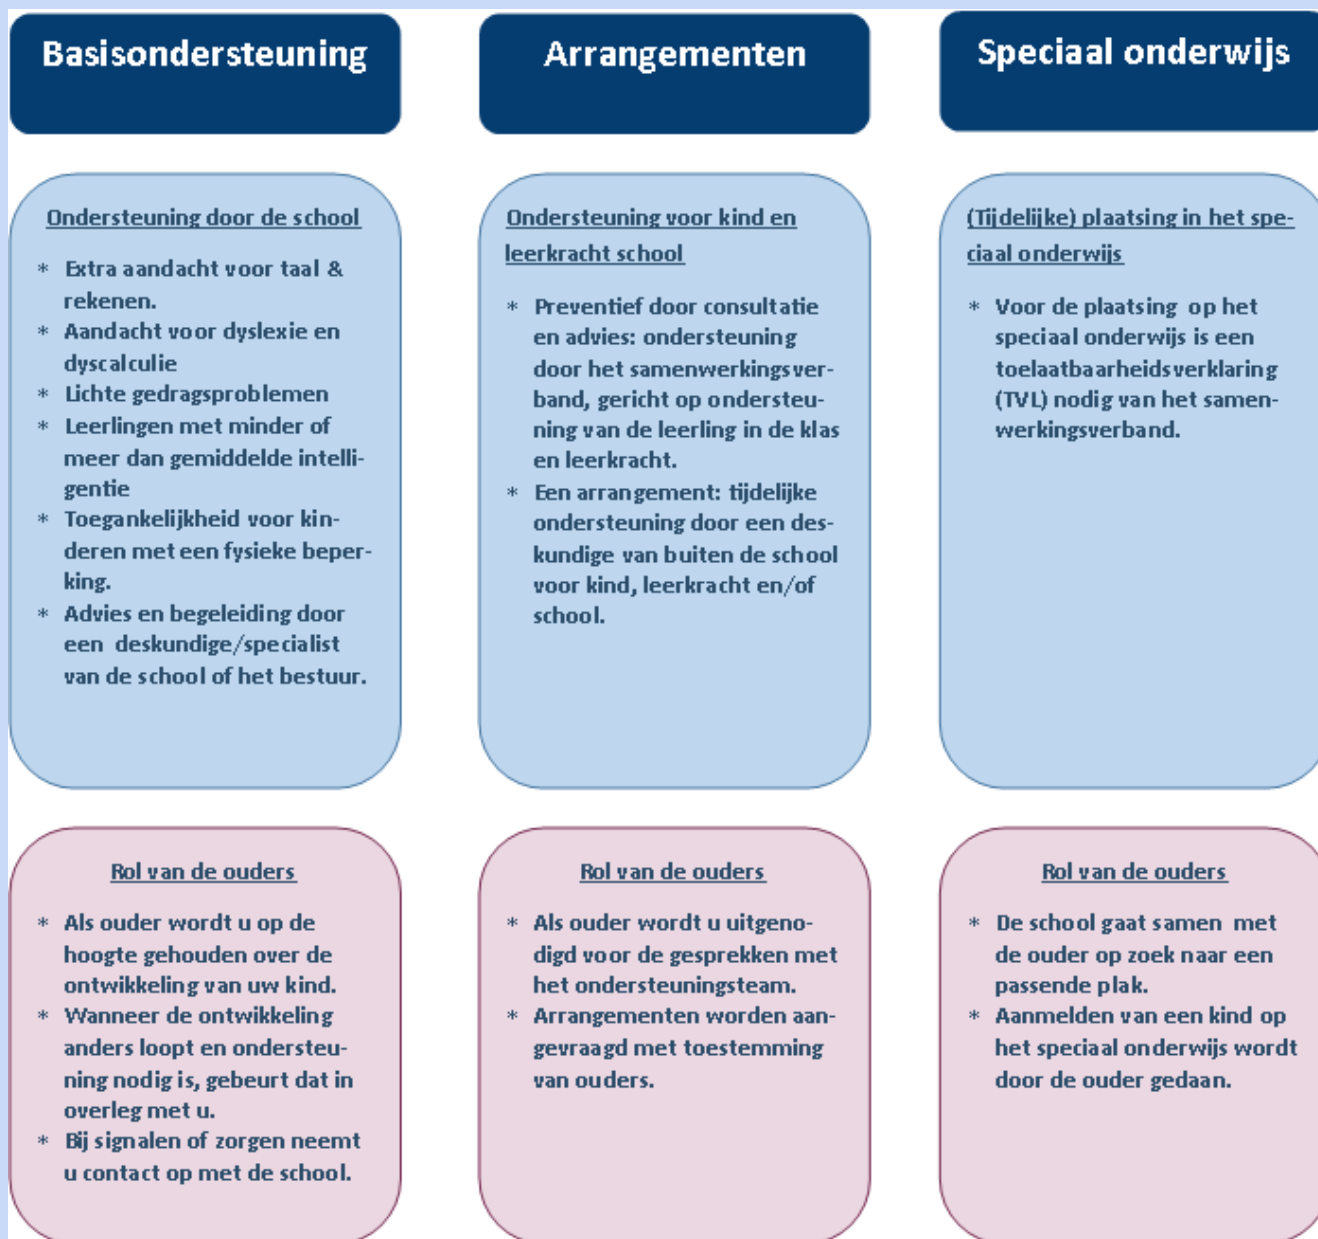 Basisondersteuning
Ondersteuning door de school
* Extra aandacht voor taal &
rekenen.
* Aandacht voor dyslexie en
dyscalculie
* Lichte gedragsproblemen
* Leerlingen met minder of
meer dan gemiddelde intelli-
gentie
* Toegankelijkheid voor kin-
deren met een fysieke beper-
king.
* Advies en begeleiding door
een deskundige/specialist
van de school of het bestuur.
Rol van de ouders
* Als ouder wordt u op de
hoogte gehouden over de
ontwikkeling van uw kind.
* Wanneer de ontwikkeling
anders loopt en ondersteu-
ning nodig is, gebeurt dat in
overleg met u.
* Bij signalen of zorgen neemt
u contact op met de school.
Arrangementen
Ondersteuning voor kind en
leerkracht school
* Preventief door consultatie
en advies: ondersteuning
door het samenwerkingsver-
band, gericht op ondersteu-
ning van de leerling in de klas
en leerkracht.
* Een arrangement: tijdelijke
ondersteuning door een des-
kundige van buiten de school
voor kind, leerkracht en/of
school.
Rol van de ouders
* Als ouder wordt u uitgeno-
digd voor de gesprekken met
het ondersteuningsteam.
* Arrangementen worden aan-
gevraagd met toestemming
van ouders.
Speciaal onderwijs
(Tijdelijke) plaatsing in het spe-
ciaal onderwijs
* Voor de plaatsing op het
speciaal onderwijs is een
toelaatbaarheidsverklaring
(TVL) nodig van het samen-
werkingsverband.
Rol van de ouders
* De school gaat samen met
de ouder op zoek naar een
passende plak.
* Aanmelden van een kind op
het speciaal onderwijs wordt
door de ouder gedaan.